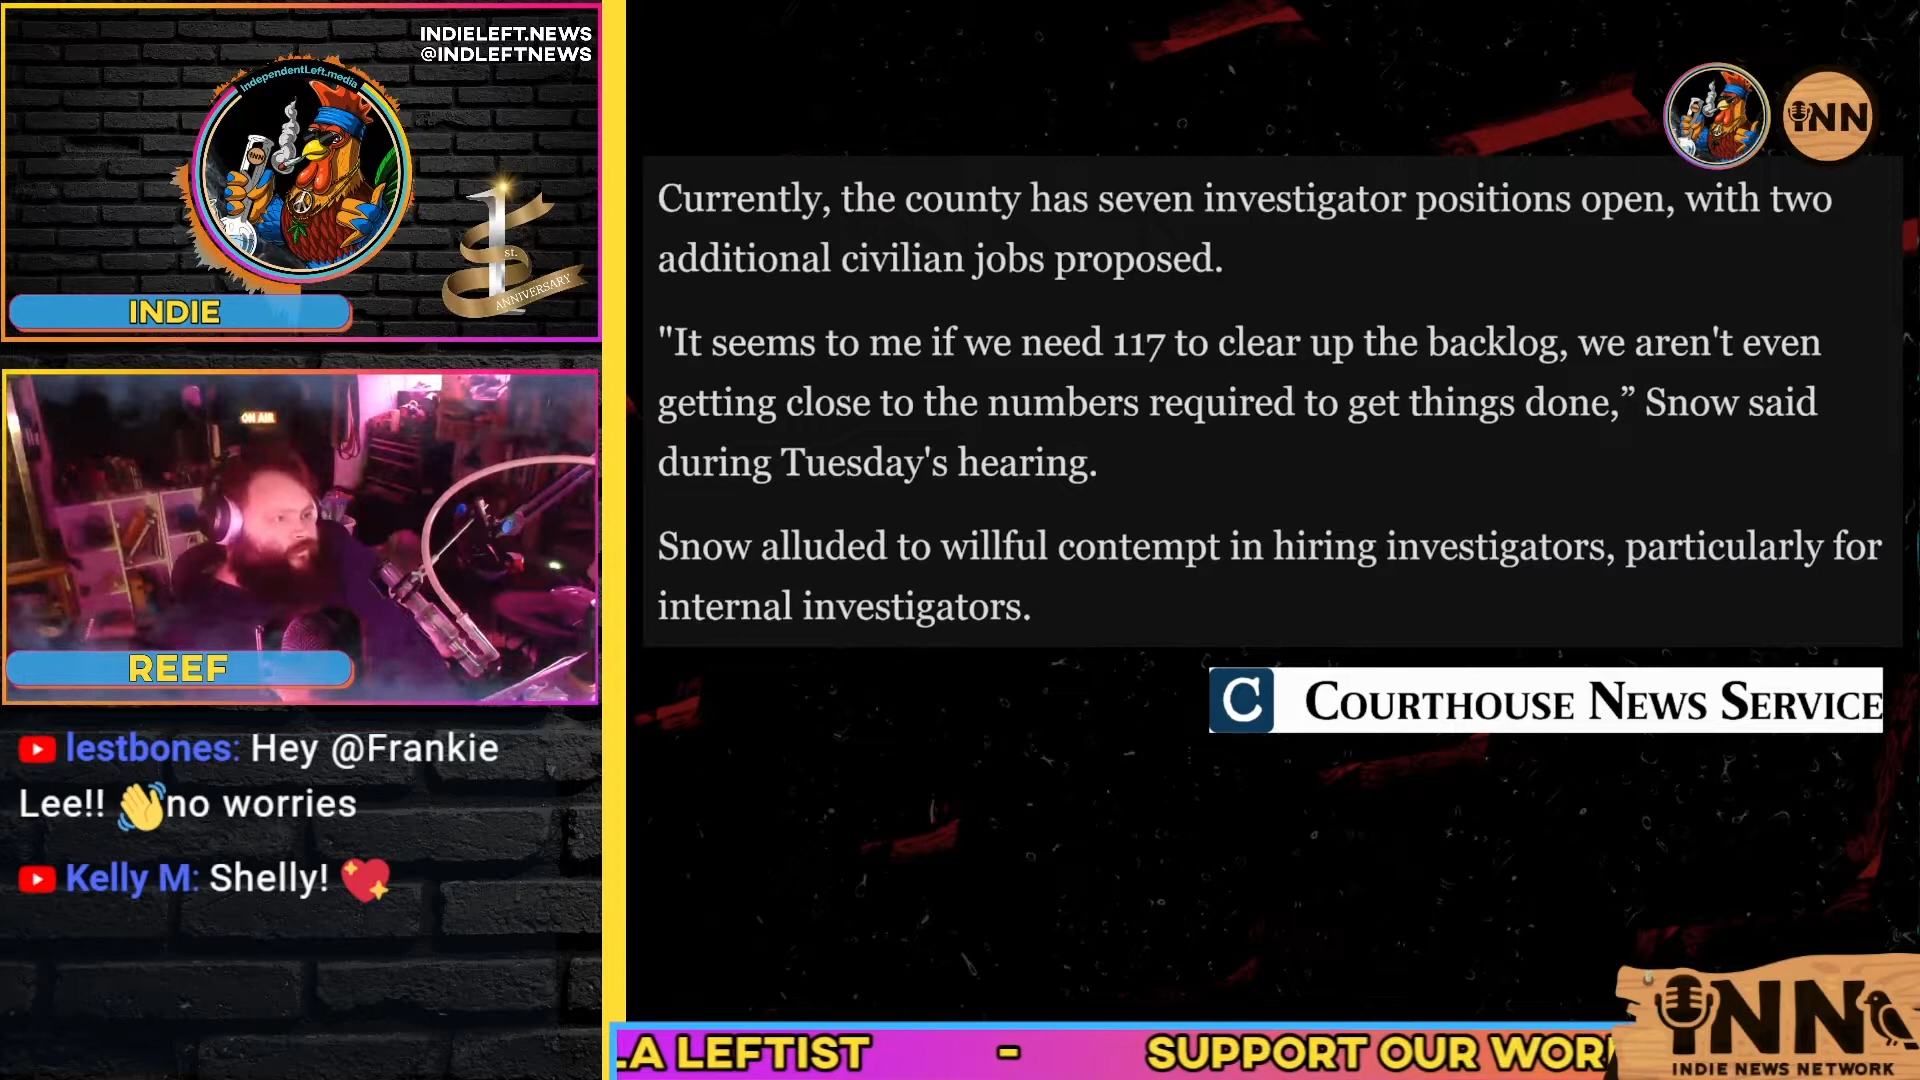 INDIELEFT.NEWS
@INDLEFTNEWS
IndependentLeft.media
INN
1
st.
ANNIVERSARY
INDIE
ON AIR
REEF
lestbones: Hey @Frankie
Lee!! 👋no worries
Kelly M: Shelly! 💖
INN
Currently, the county has seven investigator positions open, with two
additional civilian jobs proposed.
"It seems to me if we need 117 to clear up the backlog, we aren't even
getting close to the numbers required to get things done,” Snow said
during Tuesday's hearing.
Snow alluded to willful contempt in hiring investigators, particularly for
internal investigators.
C COURTHOUSE NEWS SERVICE
LA LEFTIST - SUPPORT OUR WOR
INN
INDIE NEWS NETWORK